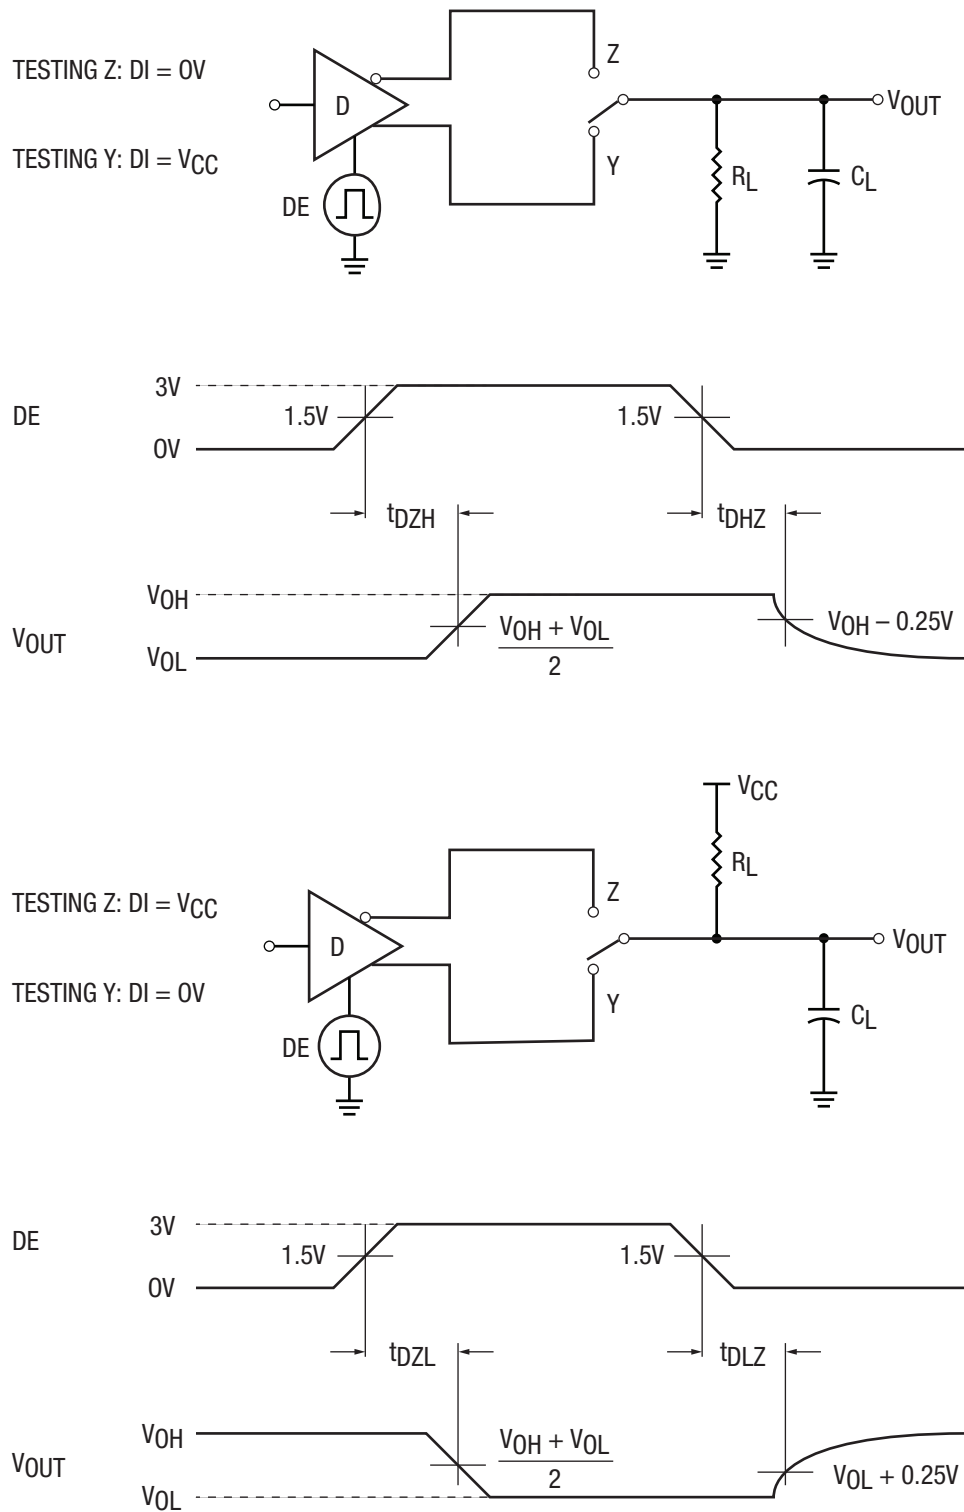 Z
TESTING Z: DI = 0V
D
VOUT
TESTING Y: DI = VCC
Y
RL
CL
DE
3V
DE
1.5V
1.5V
0V
tDZH
tDHZ
VOH
VOUT
VOH + VOL
2
VOH – 0.25V
VOL
VCC
RL
TESTING Z: DI = VCC
Z
D
VOUT
TESTING Y: DI = 0V
Y
CL
DE
3V
DE
1.5V
1.5V
0V
tDZL
tDLZ
VOH
VOUT
VOH + VOL
2
VOL + 0.25V
VOL